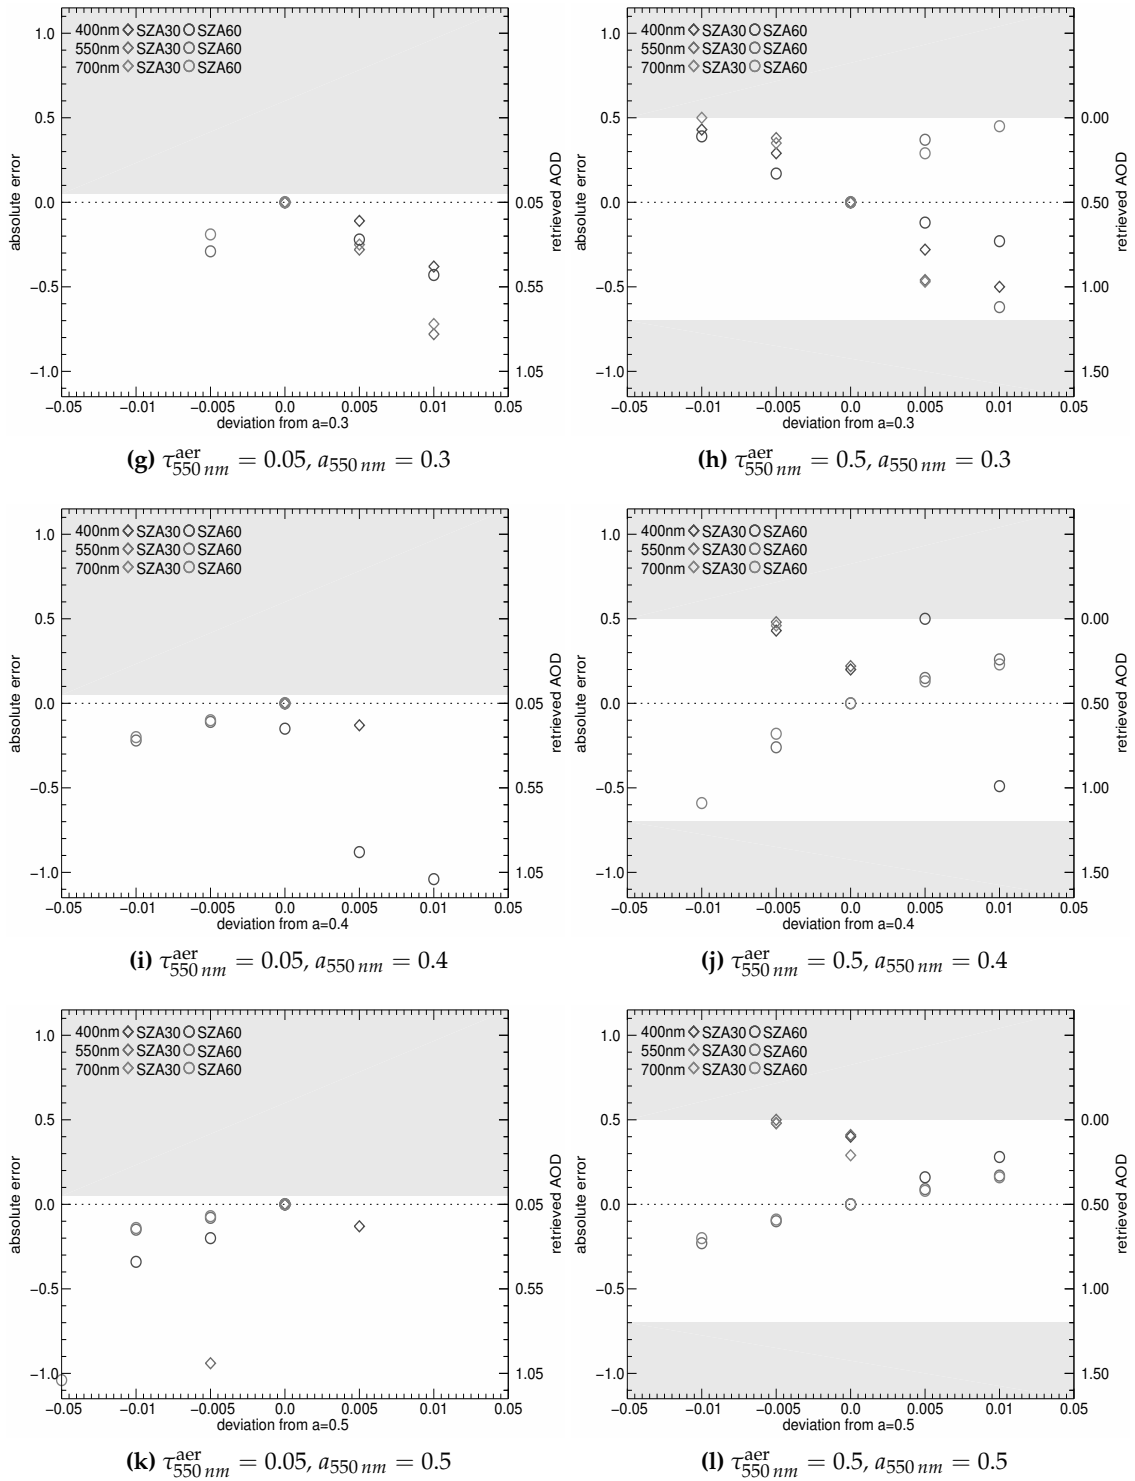 400nm ◇ SZA30 ○ SZA60
550nm ◇ SZA30 ○ SZA60
700nm ◇ SZA30 ○ SZA60
absolute error
1.0
0.5
0.0
−0.5
−1.0
retrieved AOD
0.05
0.55
1.05
−0.05 −0.01 −0.005 0.0 0.005 0.01 0.05
deviation from a=0.3
(g) τ^aer_550 nm = 0.05, a_550 nm = 0.3
400nm ◇ SZA30 ○ SZA60
550nm ◇ SZA30 ○ SZA60
700nm ◇ SZA30 ○ SZA60
absolute error
1.0
0.5
0.0
−0.5
−1.0
retrieved AOD
0.00
0.50
1.00
1.50
−0.05 −0.01 −0.005 0.0 0.005 0.01 0.05
deviation from a=0.3
(h) τ^aer_550 nm = 0.5, a_550 nm = 0.3
400nm ◇ SZA30 ○ SZA60
550nm ◇ SZA30 ○ SZA60
700nm ◇ SZA30 ○ SZA60
absolute error
1.0
0.5
0.0
−0.5
−1.0
retrieved AOD
0.05
0.55
1.05
−0.05 −0.01 −0.005 0.0 0.005 0.01 0.05
deviation from a=0.4
(i) τ^aer_550 nm = 0.05, a_550 nm = 0.4
400nm ◇ SZA30 ○ SZA60
550nm ◇ SZA30 ○ SZA60
700nm ◇ SZA30 ○ SZA60
absolute error
1.0
0.5
0.0
−0.5
−1.0
retrieved AOD
0.00
0.50
1.00
1.50
−0.05 −0.01 −0.005 0.0 0.005 0.01 0.05
deviation from a=0.4
(j) τ^aer_550 nm = 0.5, a_550 nm = 0.4
400nm ◇ SZA30 ○ SZA60
550nm ◇ SZA30 ○ SZA60
700nm ◇ SZA30 ○ SZA60
absolute error
1.0
0.5
0.0
−0.5
−1.0
retrieved AOD
0.05
0.55
1.05
−0.05 −0.01 −0.005 0.0 0.005 0.01 0.05
deviation from a=0.5
(k) τ^aer_550 nm = 0.05, a_550 nm = 0.5
400nm ◇ SZA30 ○ SZA60
550nm ◇ SZA30 ○ SZA60
700nm ◇ SZA30 ○ SZA60
absolute error
1.0
0.5
0.0
−0.5
−1.0
retrieved AOD
0.00
0.50
1.00
1.50
−0.05 −0.01 −0.005 0.0 0.005 0.01 0.05
deviation from a=0.5
(l) τ^aer_550 nm = 0.5, a_550 nm = 0.5